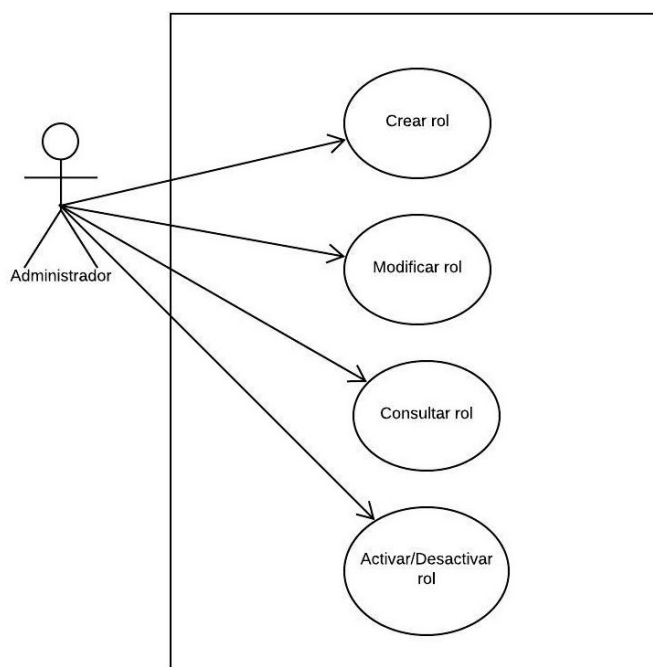 Crear rol
Modificar rol
Administrador
Consultar rol
Activar/Desactivar
rol